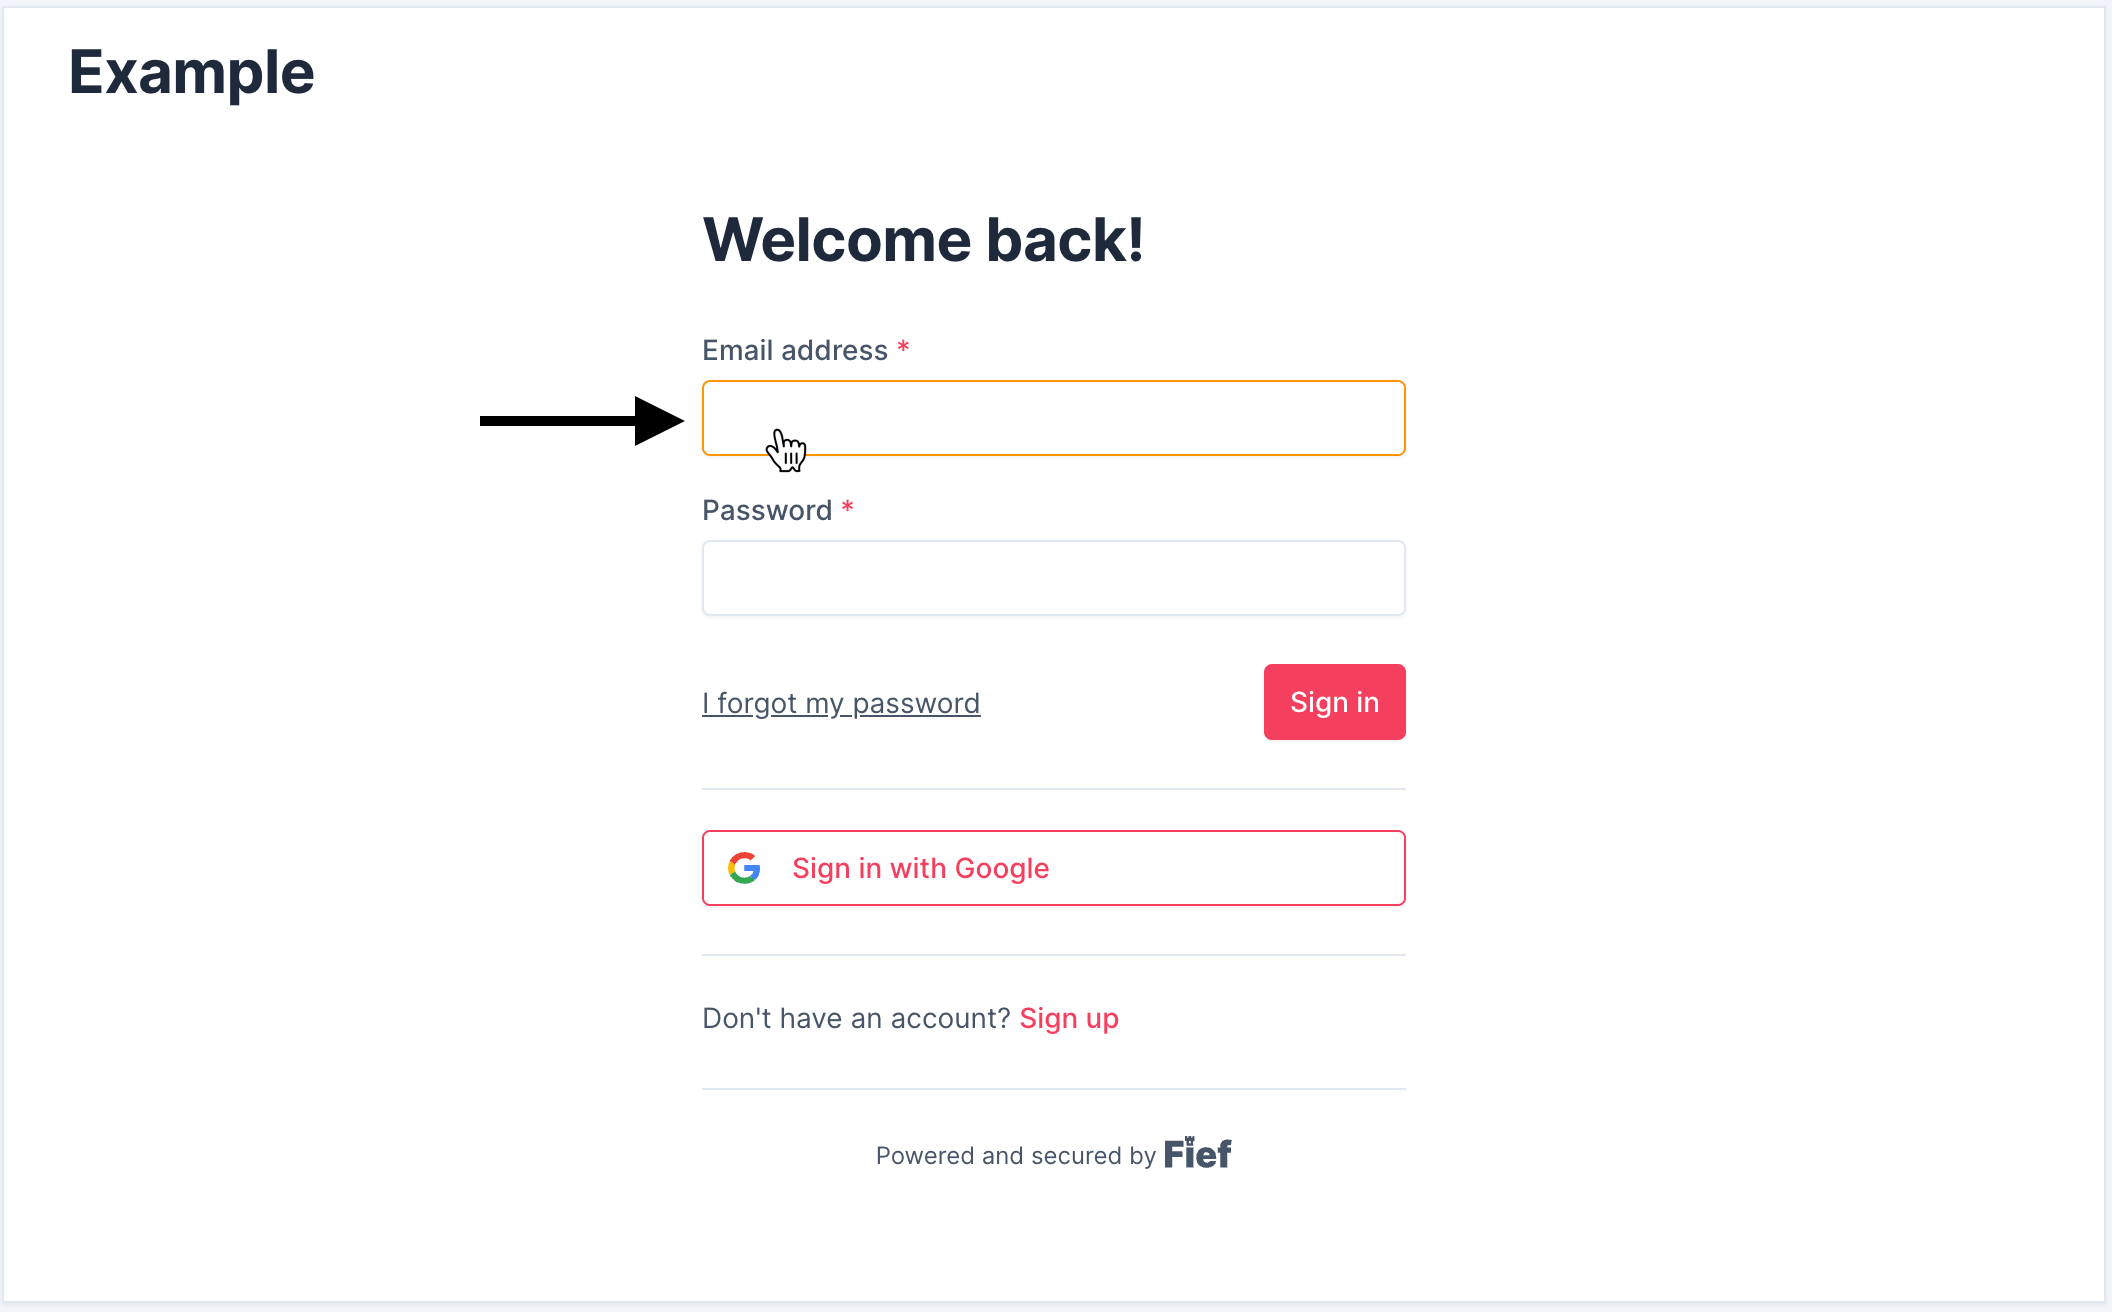 Example
Welcome back!
Email address *
Password *
I forgot my password
Sign in
Sign in with Google
Don't have an account? Sign up
Powered and secured by Fief